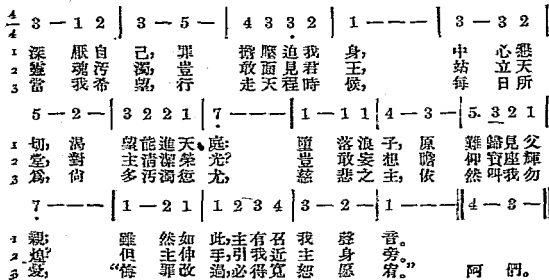 4/4 3 — 1 2 | 3 — 5 — | 4 3 3 2 | 1 — — — | 3 — 3 2 |
1 深厭自己，罪擔壓迫我身，中心懇
2 靈魂污濁，豈敢面見君王，站立天
3 當我希望，行走天程時候，每日所
5 — 2 — | 3 2 2 1 | 7 — — — | 1 — 1 1 | 4 — 3 — | 5. 3 2 1 |
1 切，渴望能進天庭：墮落浪子，原難歸見父
2 堂，對主清潔榮光？豈敢妄想瞻仰寶座輝
3 爲，尙多污濁愆尤，慈悲之主，依然叫我勿
7 — — — | 1 — 2 1 | 1 2 3 4 | 3 — 2 — | 1 — — — || 4 — 3 — ||
1 親；雖然如此，主有召我聲音。
2 煌？但主伸手，引我近主身旁。
3 憂，“悔罪改過，必得寬恕愆宥。” 阿們。